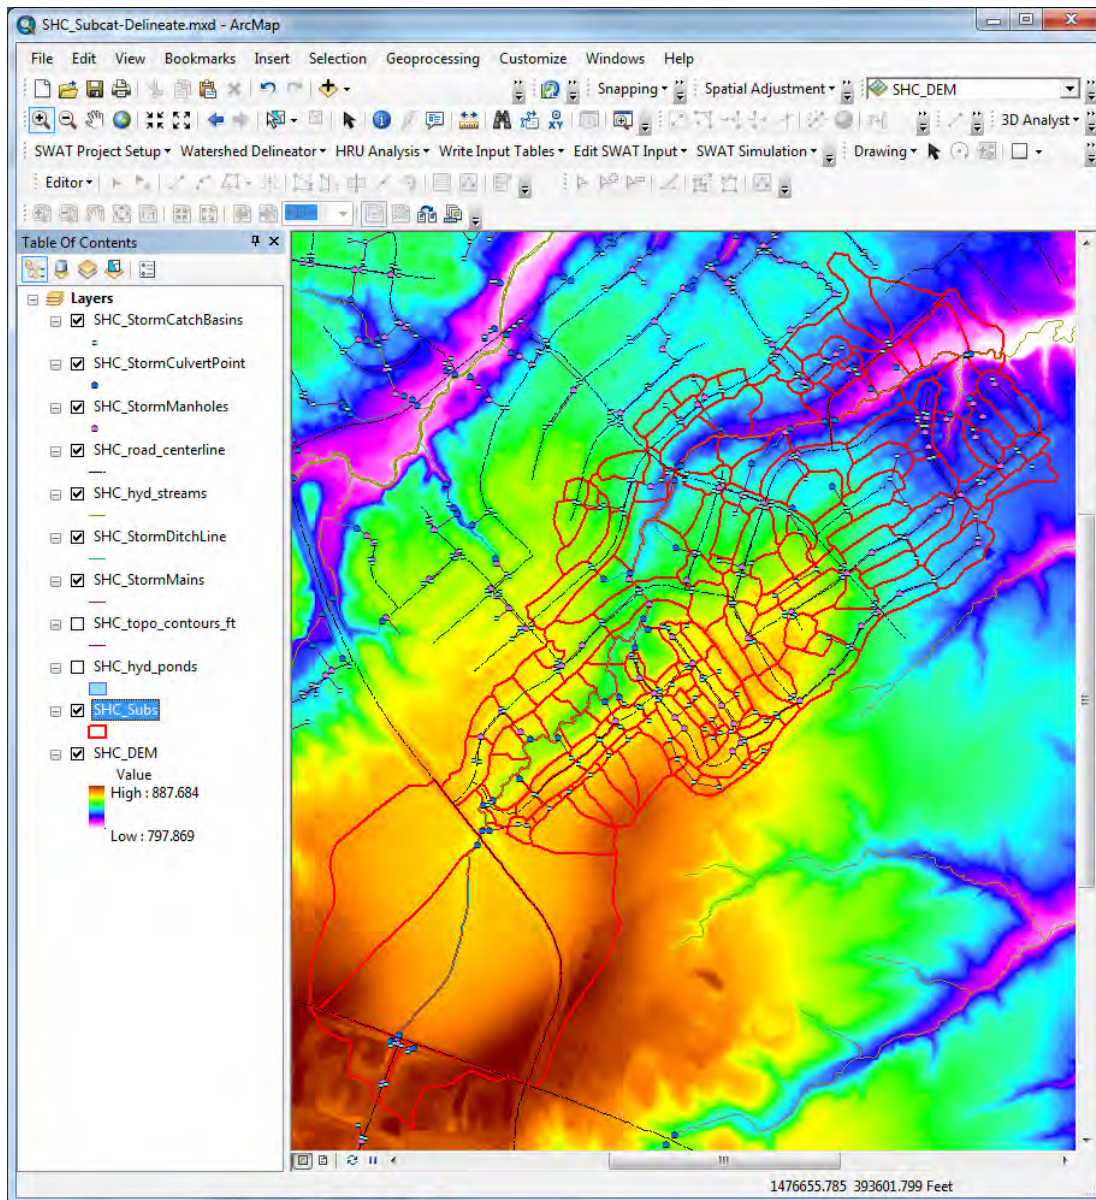 SHC_Subcat-Delineate.mxd - ArcMap
File Edit View Bookmarks Insert Selection Geoprocessing Customize Windows Help
Snapping Spatial Adjustment SHC_DEM
3D Analyst
SWAT Project Setup Watershed Delineator HRU Analysis Write Input Tables Edit SWAT Input SWAT Simulation Drawing
Editor
Table Of Contents
Layers
SHC_StormCatchBasins
SHC_StormCulvertPoint
SHC_StormManholes
SHC_road_centerline
SHC_hyd_streams
SHC_StormDitchLine
SHC_StormMains
SHC_topo_contours_ft
SHC_hyd_ponds
SHC_Subs
SHC_DEM
Value
High : 887.684
Low : 797.869
1476655.785 393601.799 Feet